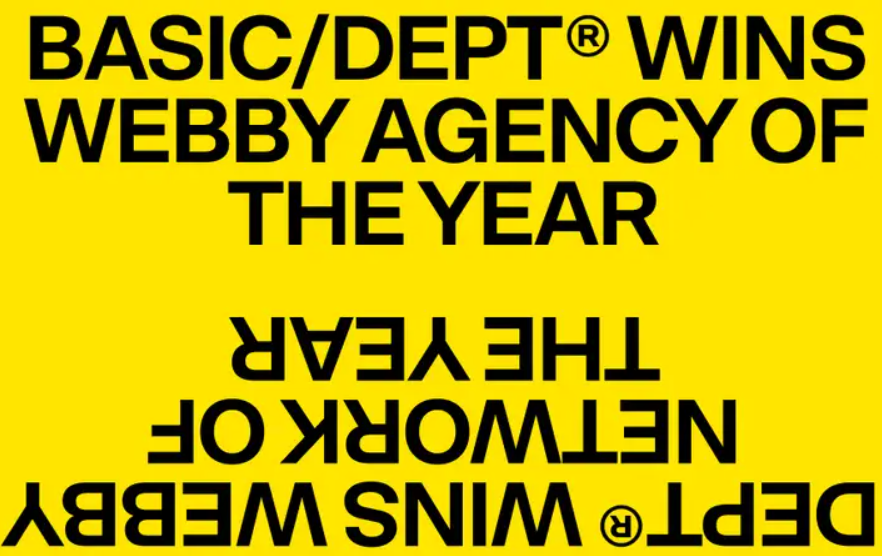 BASIC/DEPT® WINS
WEBBY AGENCY OF
THE YEAR
DEPT® WINS WEBBY
NETWORK OF
THE YEAR